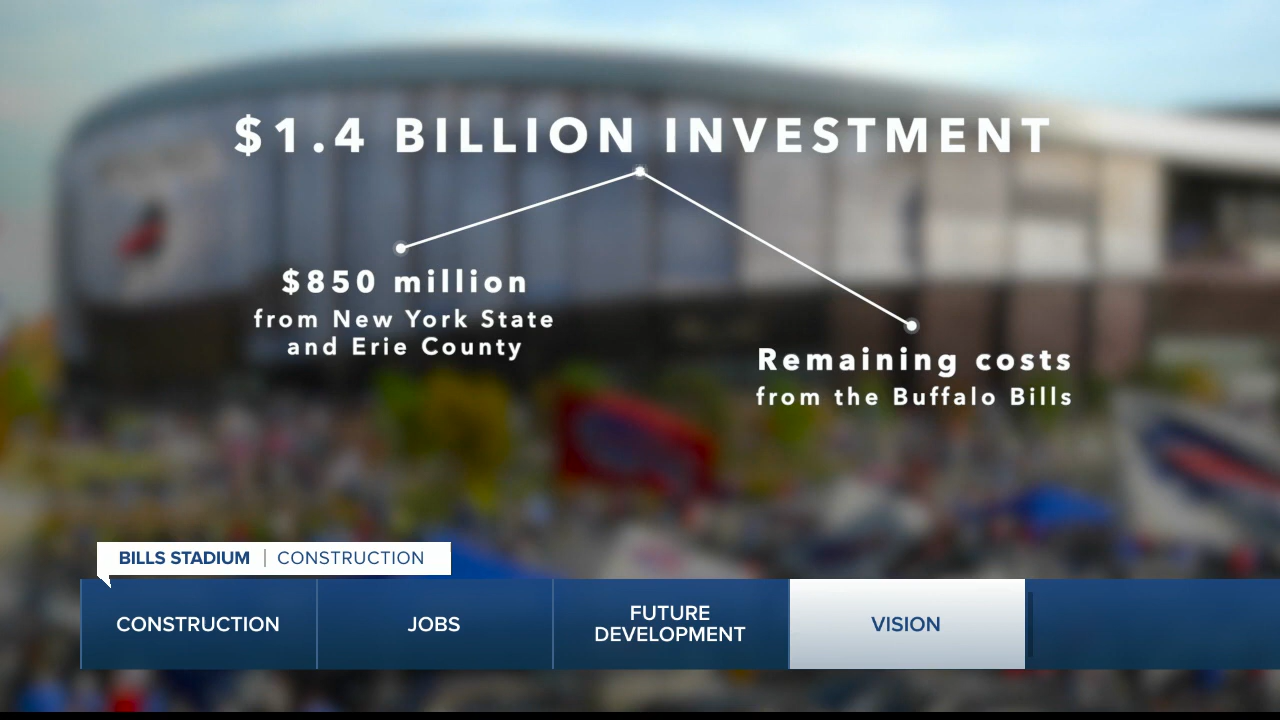 $1.4 BILLION INVESTMENT
$850 million
from New York State
and Erie County
Remaining costs
from the Buffalo Bills
BILLS STADIUM | CONSTRUCTION
CONSTRUCTION
JOBS
FUTURE
DEVELOPMENT
VISION